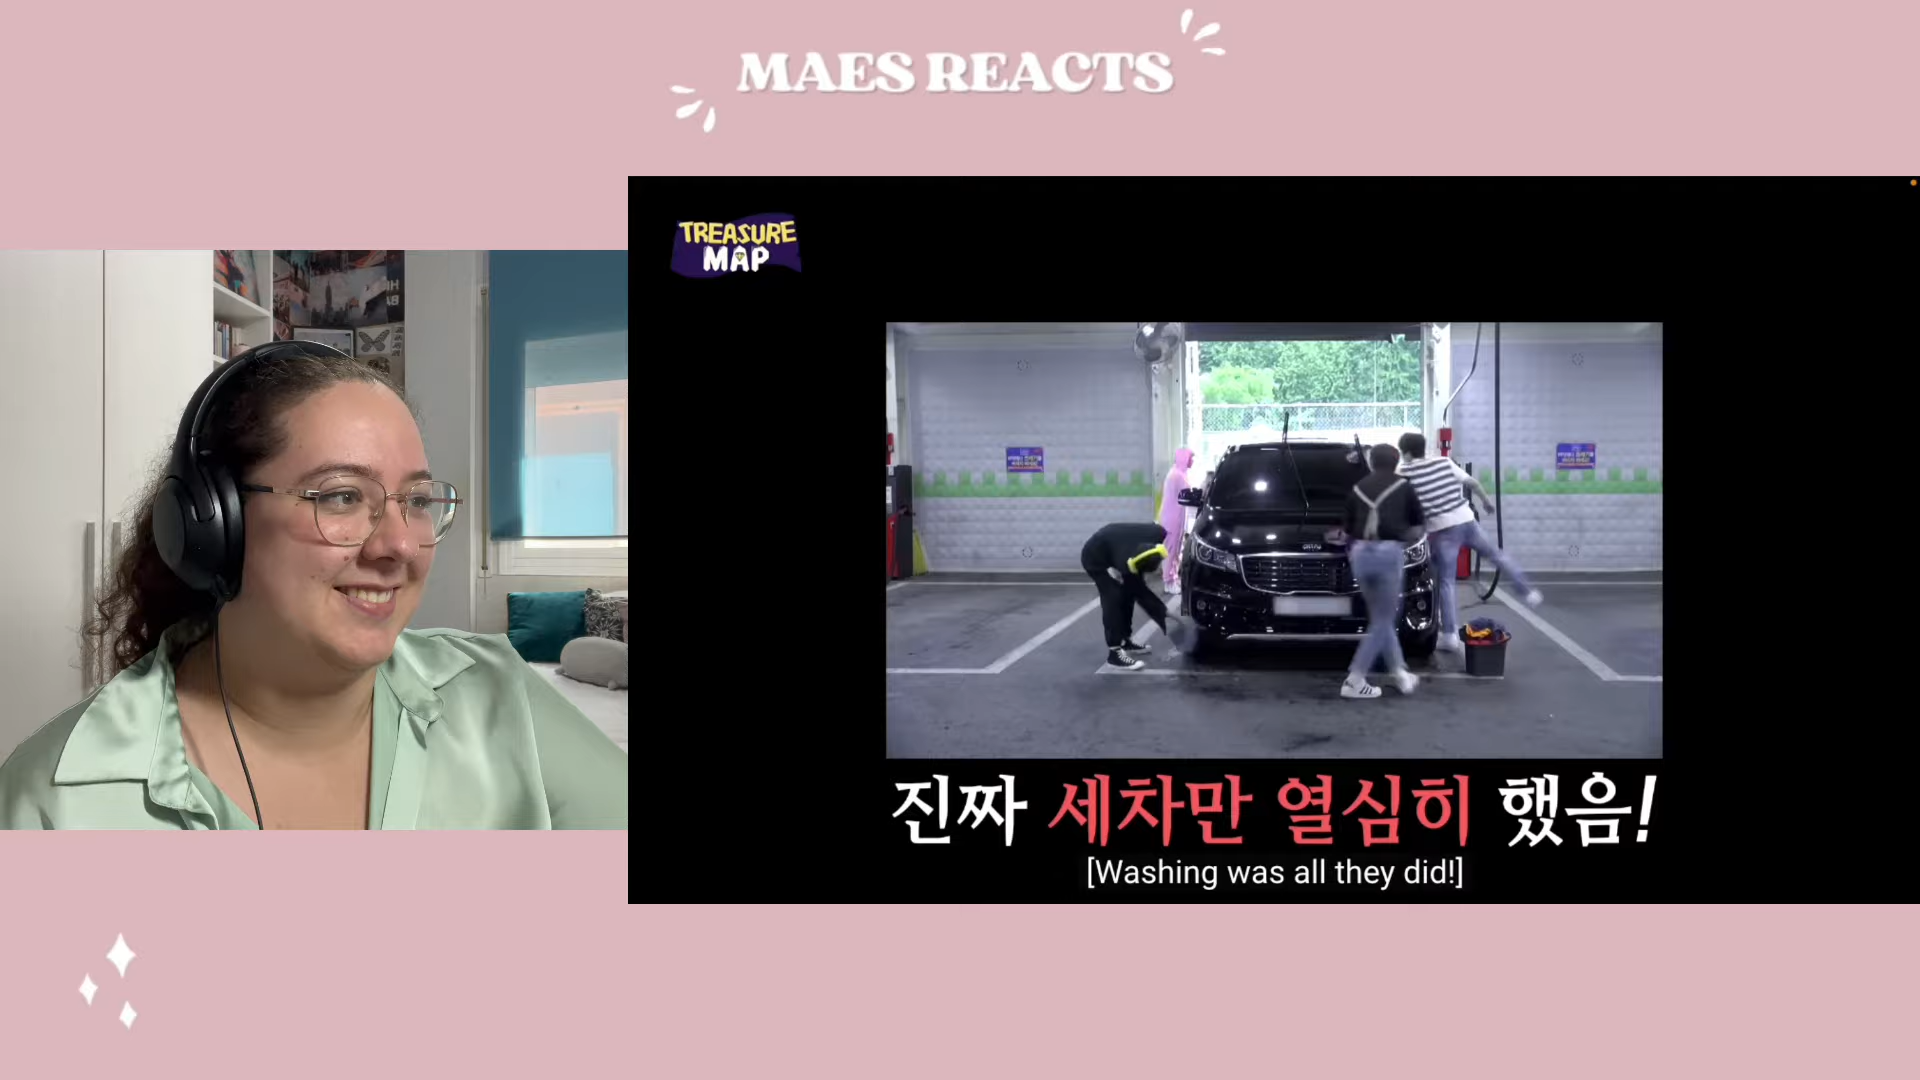 MAES REACTS
TREASURE
MAP
진짜 세차만 열심히 했음!
[Washing was all they did!]